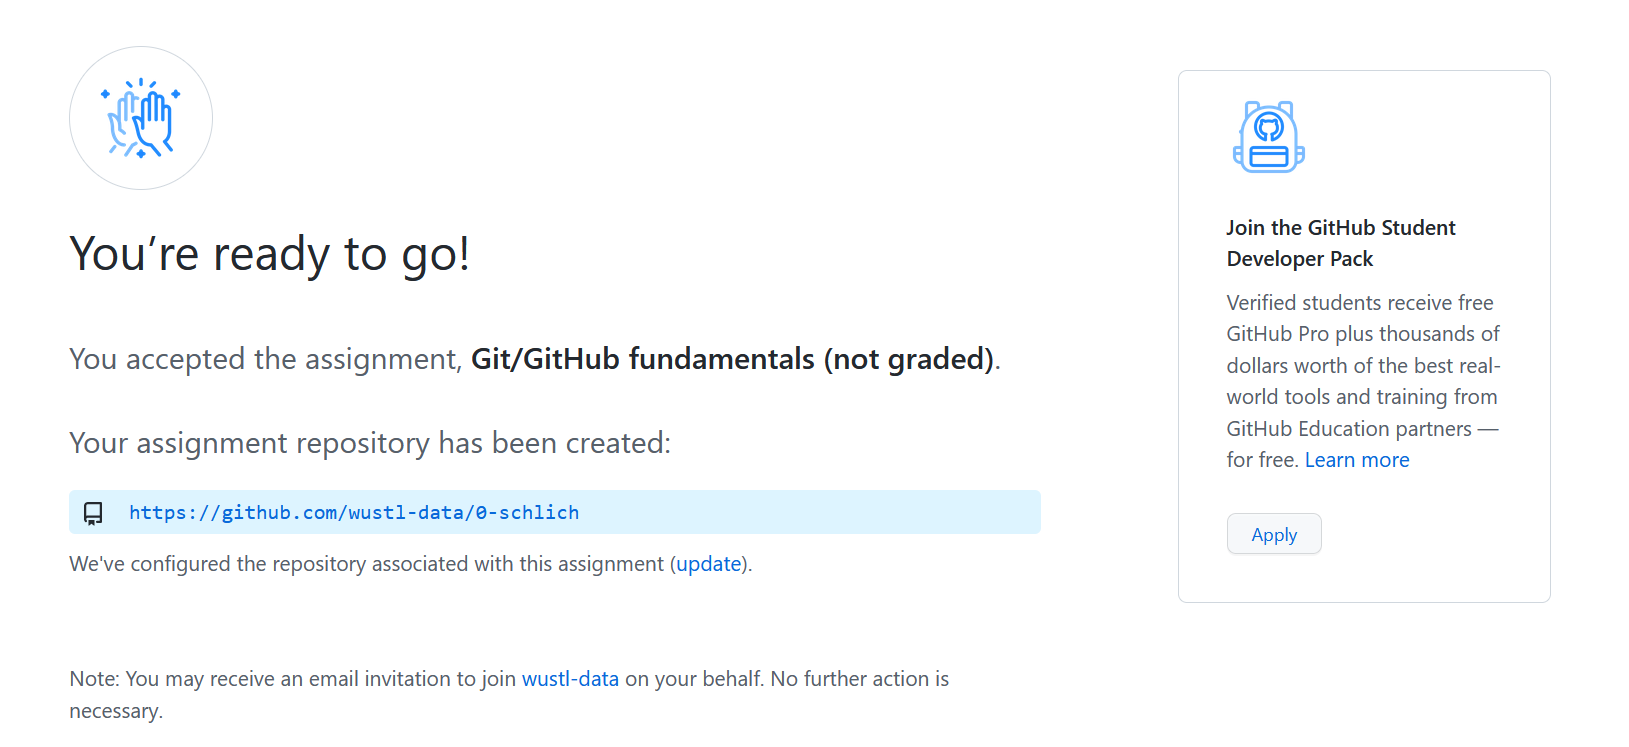 You’re ready to go!
You accepted the assignment, Git/GitHub fundamentals (not graded).
Your assignment repository has been created:
https://github.com/wustl-data/0-schlich
We've configured the repository associated with this assignment (update).
Note: You may receive an email invitation to join wustl-data on your behalf. No further action is
necessary.
Join the GitHub Student
Developer Pack
Verified students receive free
GitHub Pro plus thousands of
dollars worth of the best real-
world tools and training from
GitHub Education partners —
for free. Learn more
Apply